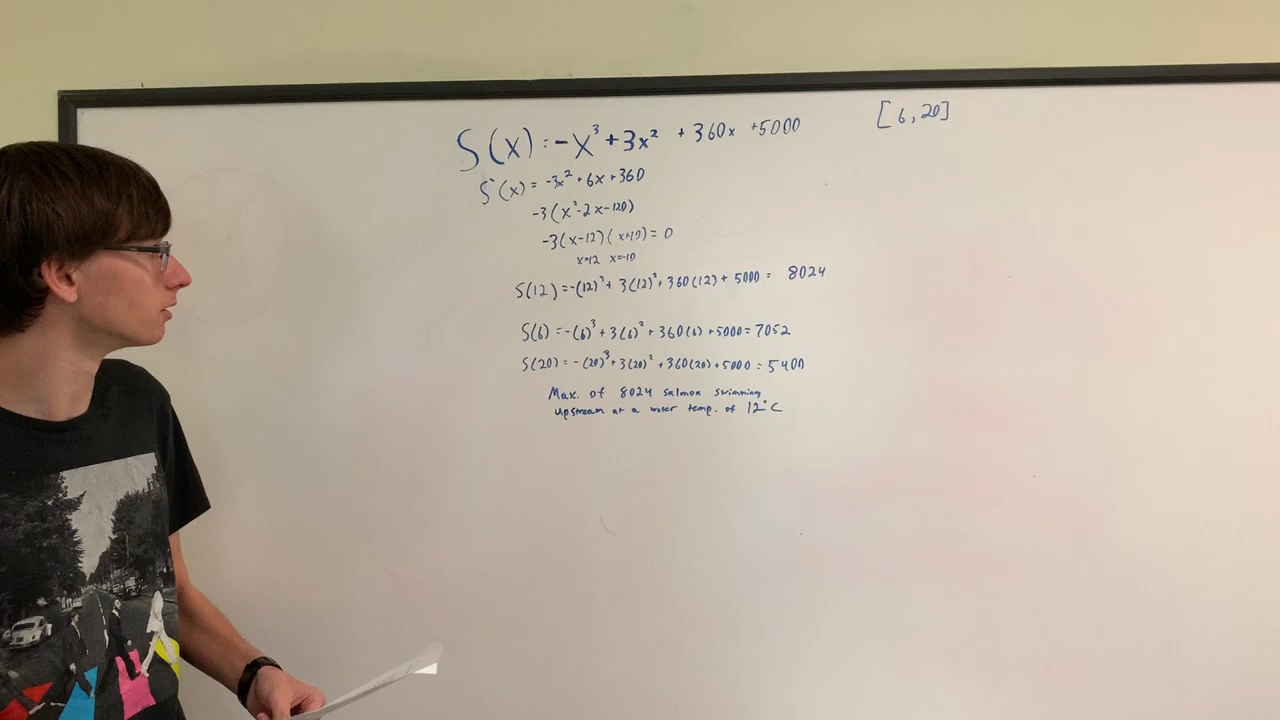 S(x) = -x³ + 3x² + 360x + 5000 [6, 20]
S'(x) = -3x² + 6x + 360
-3(x² - 2x - 120)
-3(x-12)(x+10) = 0
x=12 x=-10
S(12) = -(12)³ + 3(12)² + 360(12) + 5000 = 8024
S(6) = -(6)³ + 3(6)² + 360(6) + 5000 = 7052
S(20) = -(20)³ + 3(20)² + 360(20) + 5000 = 5400
Max. of 8024 salmon swimming
upstream at a water temp. of 12°C